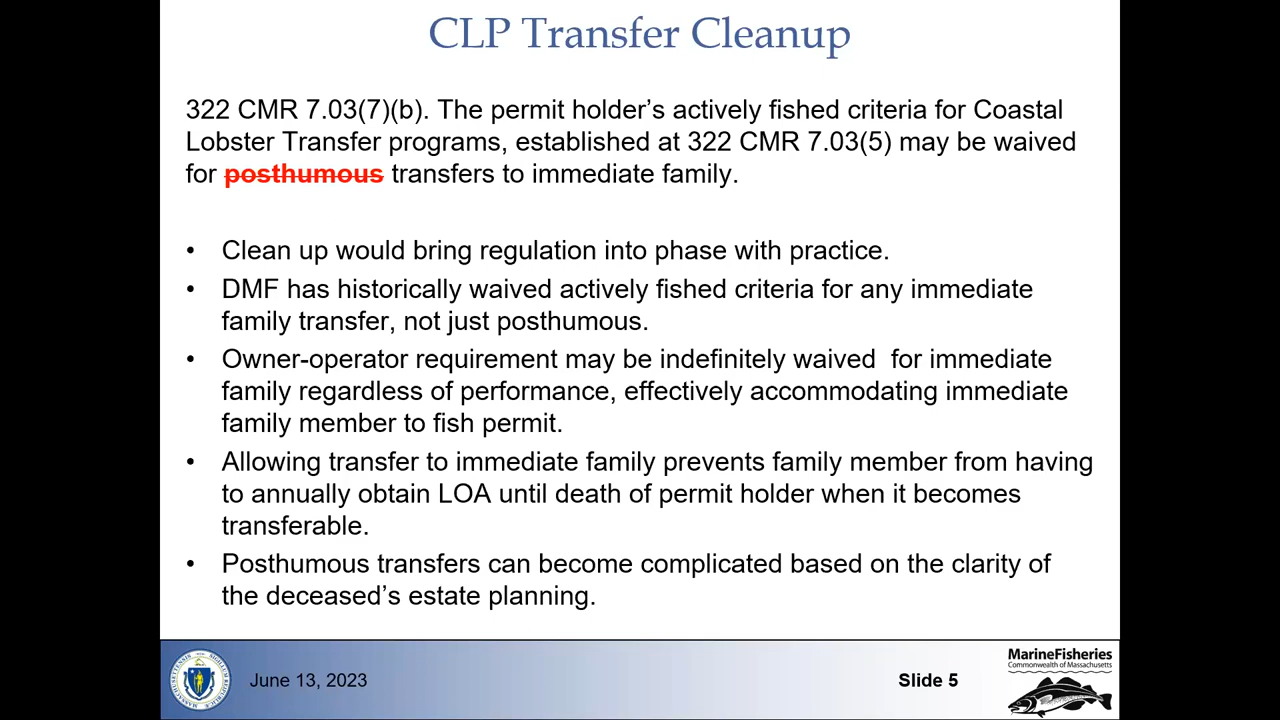 CLP Transfer Cleanup
322 CMR 7.03(7)(b). The permit holder’s actively fished criteria for Coastal
Lobster Transfer programs, established at 322 CMR 7.03(5) may be waived
for posthumous transfers to immediate family.
• Clean up would bring regulation into phase with practice.
• DMF has historically waived actively fished criteria for any immediate
family transfer, not just posthumous.
• Owner-operator requirement may be indefinitely waived  for immediate
family regardless of performance, effectively accommodating immediate
family member to fish permit.
• Allowing transfer to immediate family prevents family member from having
to annually obtain LOA until death of permit holder when it becomes
transferable.
• Posthumous transfers can become complicated based on the clarity of
the deceased’s estate planning.
June 13, 2023
Slide 5
MarineFisheries
Commonwealth of Massachusetts